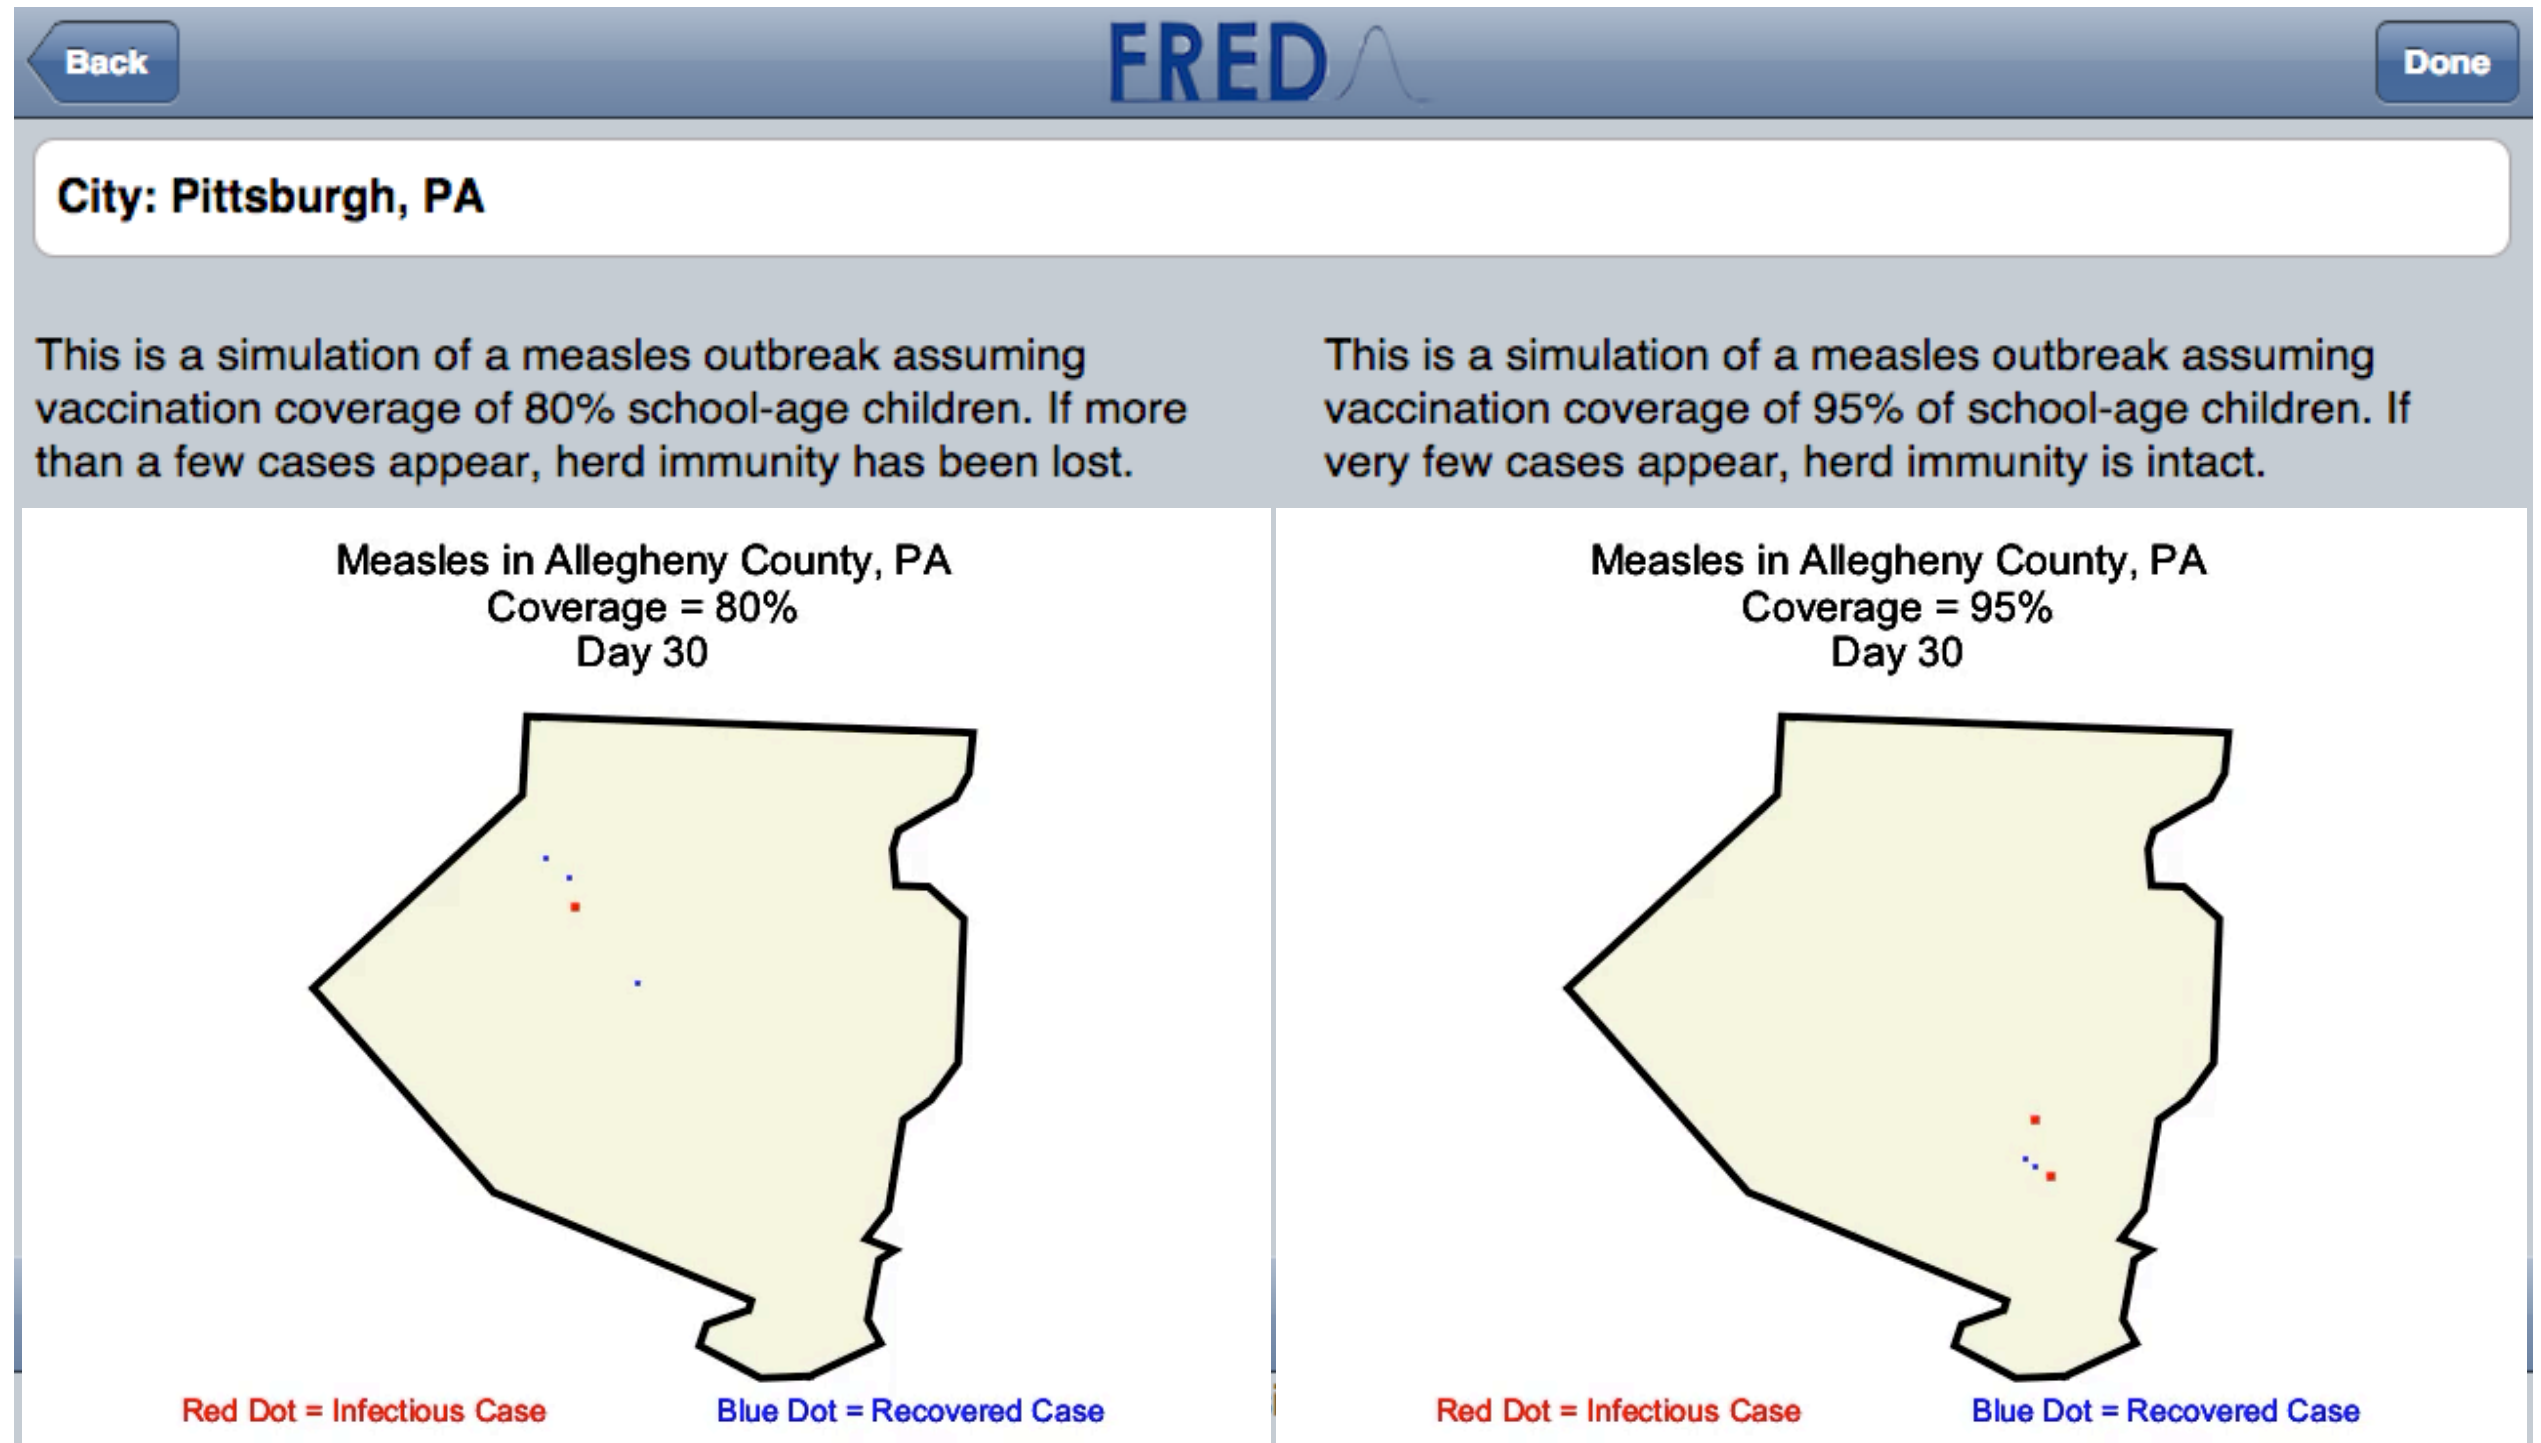 Back
FRED
Done
City: Pittsburgh, PA
This is a simulation of a measles outbreak assuming
vaccination coverage of 80% school-age children. If more
than a few cases appear, herd immunity has been lost.
This is a simulation of a measles outbreak assuming
vaccination coverage of 95% of school-age children. If
very few cases appear, herd immunity is intact.
Measles in Allegheny County, PA
Coverage = 80%
Day 30
Red Dot = Infectious Case
Blue Dot = Recovered Case
Measles in Allegheny County, PA
Coverage = 95%
Day 30
Red Dot = Infectious Case
Blue Dot = Recovered Case